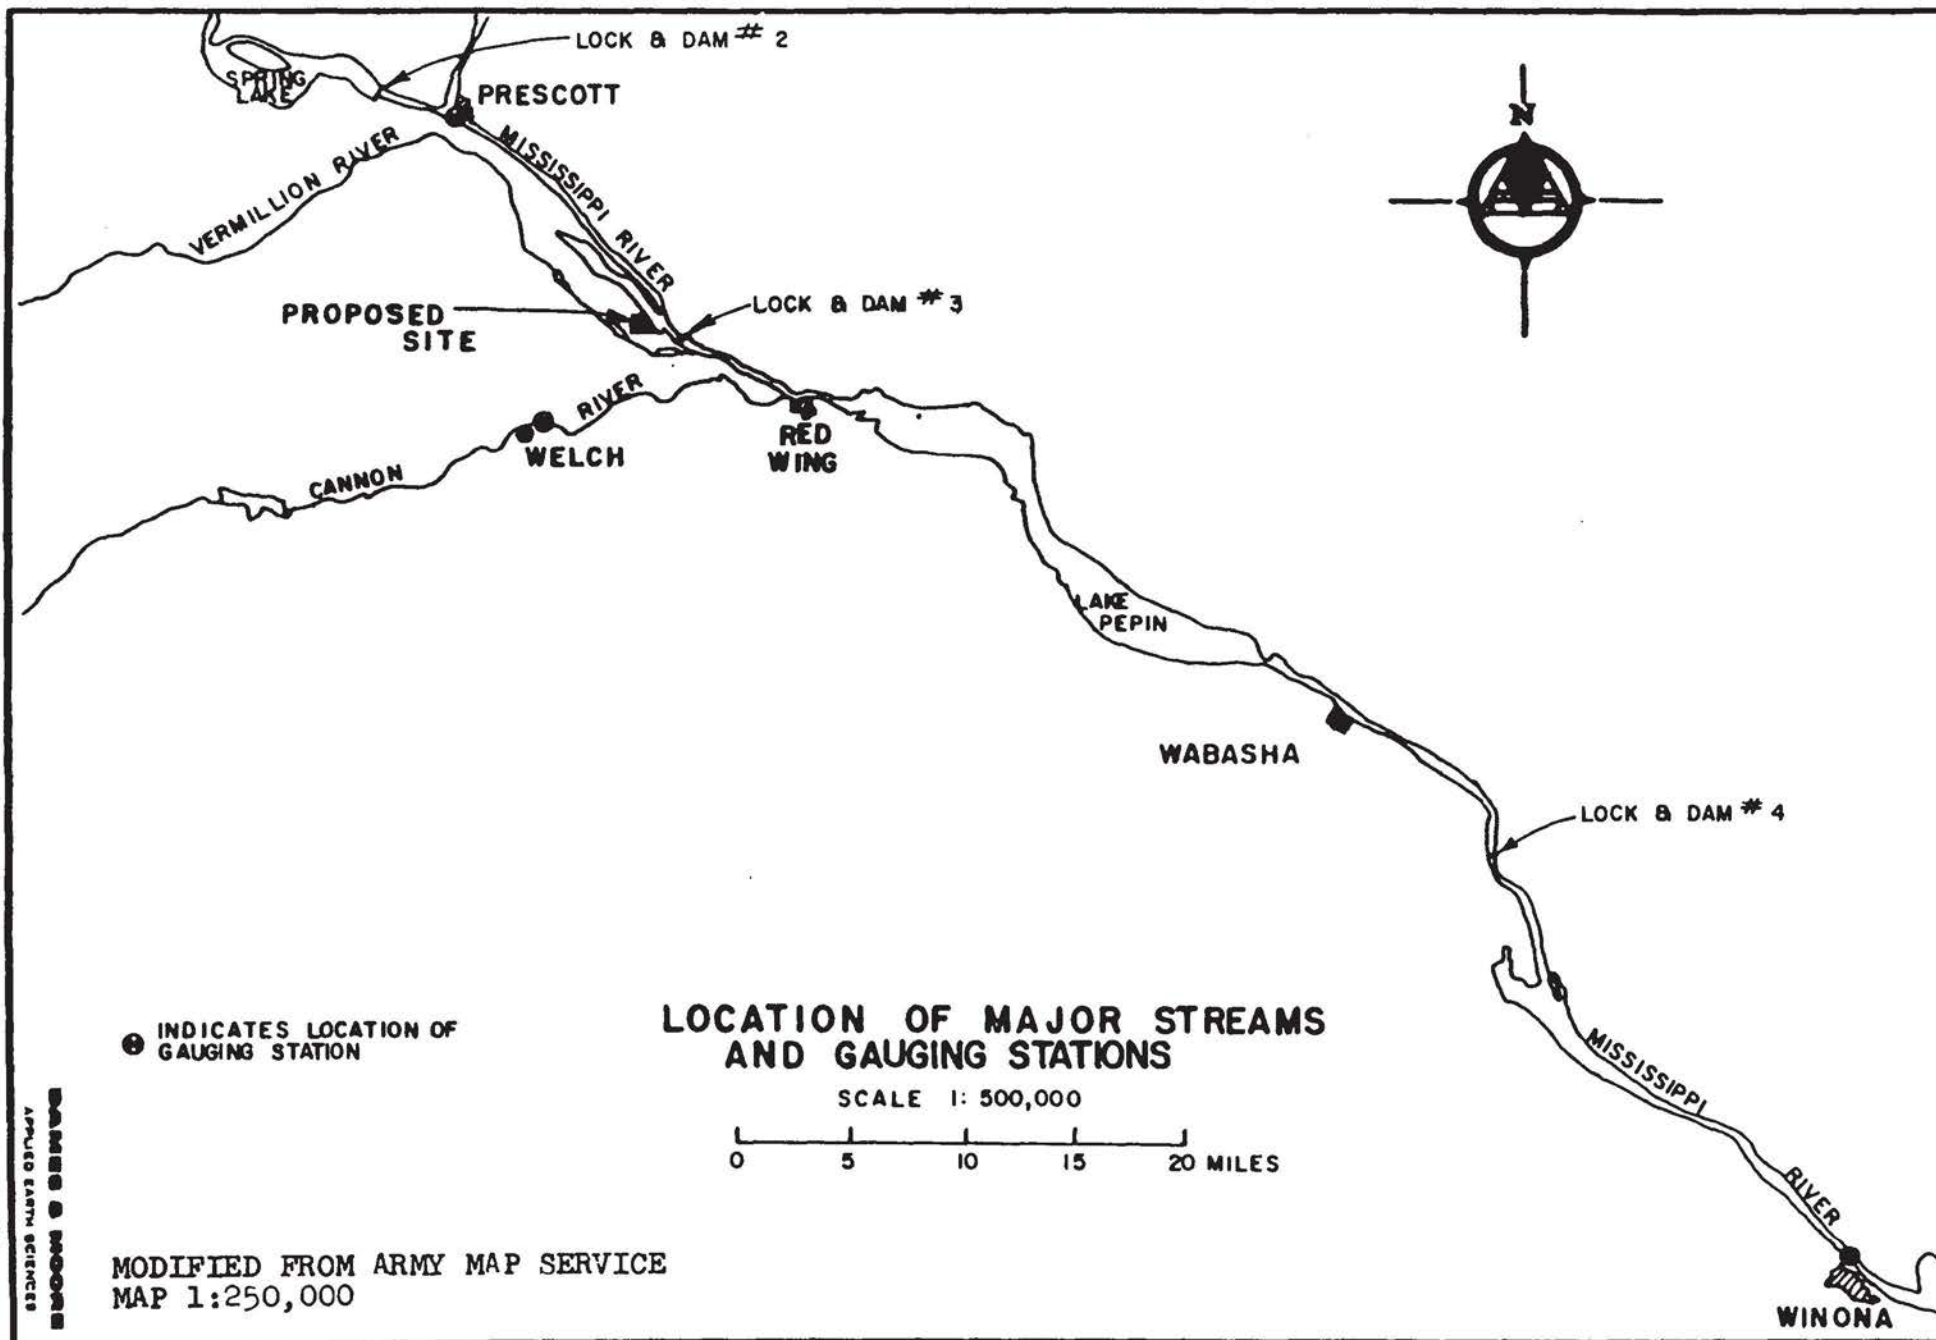 LOCK & DAM # 2
SPRING
LAKE
PRESCOTT
MISSISSIPPI RIVER
VERMILLION RIVER
N
PROPOSED
SITE
LOCK & DAM # 3
CANNON RIVER
WELCH
RED
WING
LAKE
PEPIN
WABASHA
LOCK & DAM # 4
MISSISSIPPI RIVER
INDICATES LOCATION OF
GAUGING STATION
LOCATION OF MAJOR STREAMS
AND GAUGING STATIONS
SCALE 1: 500,000
0 5 10 15 20 MILES
DAMES & MOORE
APPLIED EARTH SCIENCES
MODIFIED FROM ARMY MAP SERVICE
MAP 1:250,000
WINONA